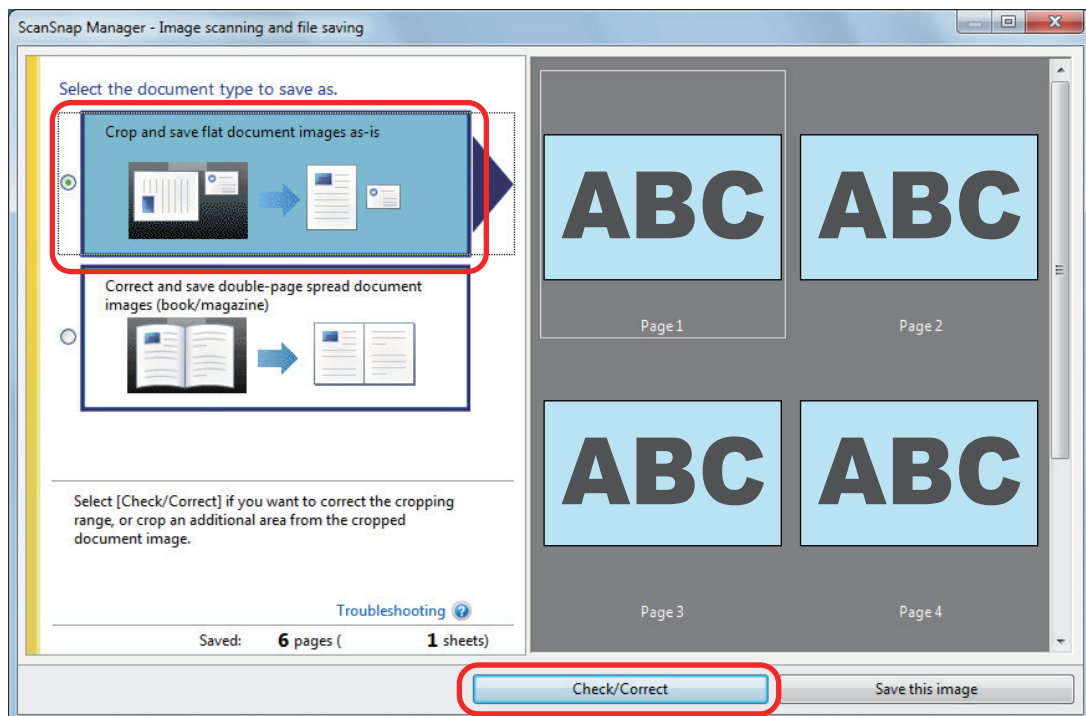 ScanSnap Manager - Image scanning and file saving
Select the document type to save as.
Crop and save flat document images as-is
Correct and save double-page spread document
images (book/magazine)
Select [Check/Correct] if you want to correct the cropping
range, or crop an additional area from the cropped
document image.
Troubleshooting
Saved: 6 pages ( 1 sheets)
ABC
ABC
Page 1
Page 2
ABC
ABC
Page 3
Page 4
Check/Correct
Save this image